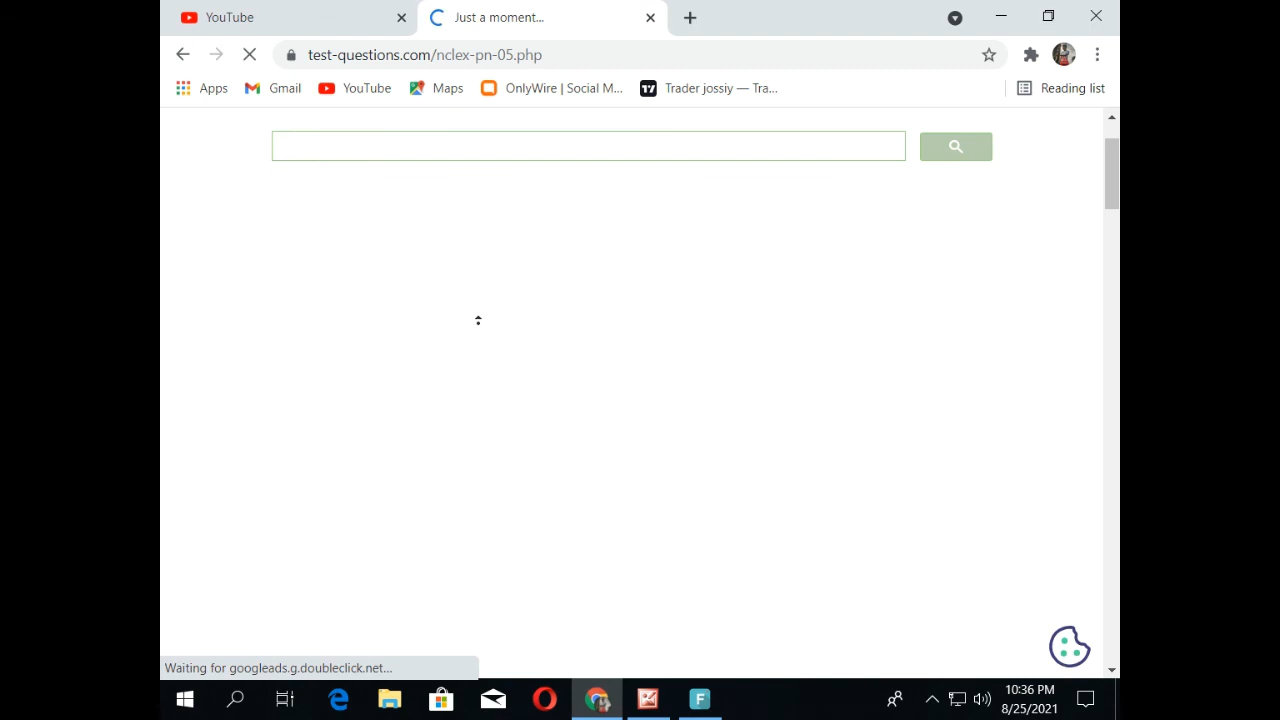 YouTube
Just a moment...
test-questions.com/nclex-pn-05.php
Apps Gmail YouTube Maps OnlyWire | Social M... Trader jossiy — Tra... Reading list
Waiting for googleads.g.doubleclick.net...
F
10:36 PM
8/25/2021